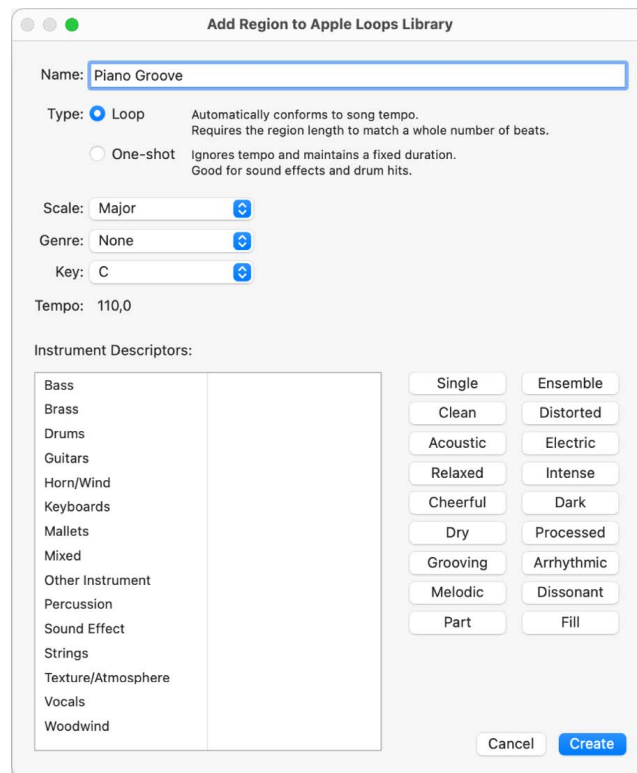 Add Region to Apple Loops Library
Name: Piano Groove
Type: Loop Automatically conforms to song tempo.
Requires the region length to match a whole number of beats.
One-shot Ignores tempo and maintains a fixed duration.
Good for sound effects and drum hits.
Scale: Major
Genre: None
Key: C
Tempo: 110,0
Instrument Descriptors:
Bass
Brass
Drums
Guitars
Horn/Wind
Keyboards
Mallets
Mixed
Other Instrument
Percussion
Sound Effect
Strings
Texture/Atmosphere
Vocals
Woodwind
Single Ensemble
Clean Distorted
Acoustic Electric
Relaxed Intense
Cheerful Dark
Dry Processed
Grooving Arrhythmic
Melodic Dissonant
Part Fill
Cancel Create